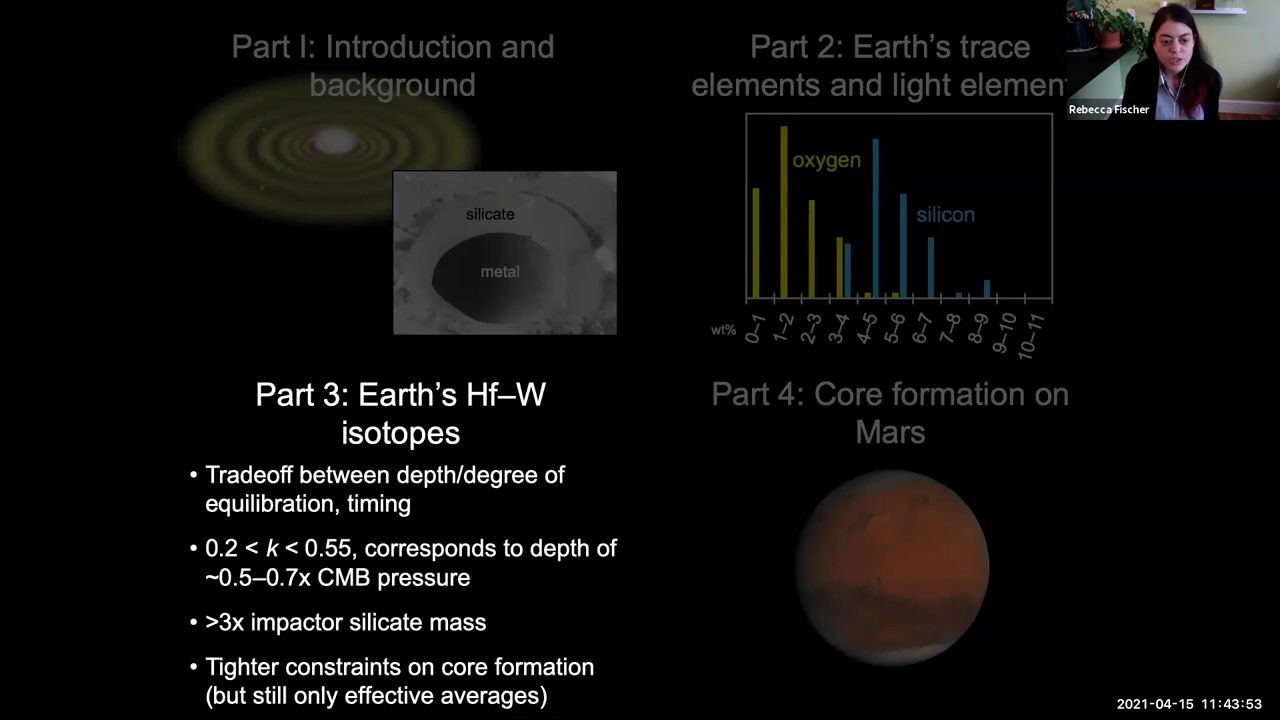 Part I: Introduction and
background
silicate
metal
Part 2: Earth's trace
elements and light element
oxygen
silicon
wt%
0–1
1–2
2–3
3–4
4–5
5–6
6–7
7–8
8–9
9–10
10–11
Rebecca Fischer
Part 3: Earth's Hf–W
isotopes
• Tradeoff between depth/degree of
equilibration, timing
• 0.2 < k < 0.55, corresponds to depth of
~0.5–0.7x CMB pressure
• >3x impactor silicate mass
• Tighter constraints on core formation
(but still only effective averages)
Part 4: Core formation on
Mars
2021-04-15 11:43:53